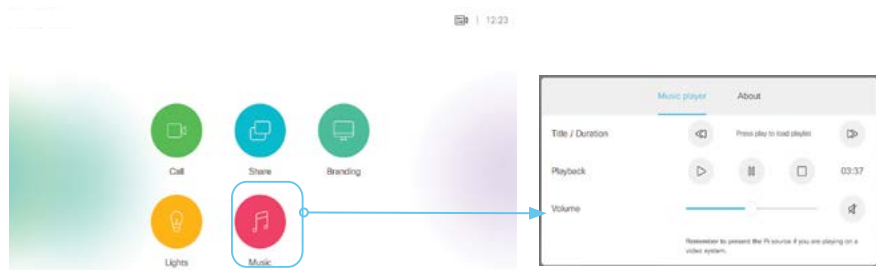 12:23
Call
Share
Branding
Lights
Music
Music player About
Title / Duration
Press play to load playlist
Playback
03:37
Volume
Remember to present the Pi source if you are playing on a
video system.